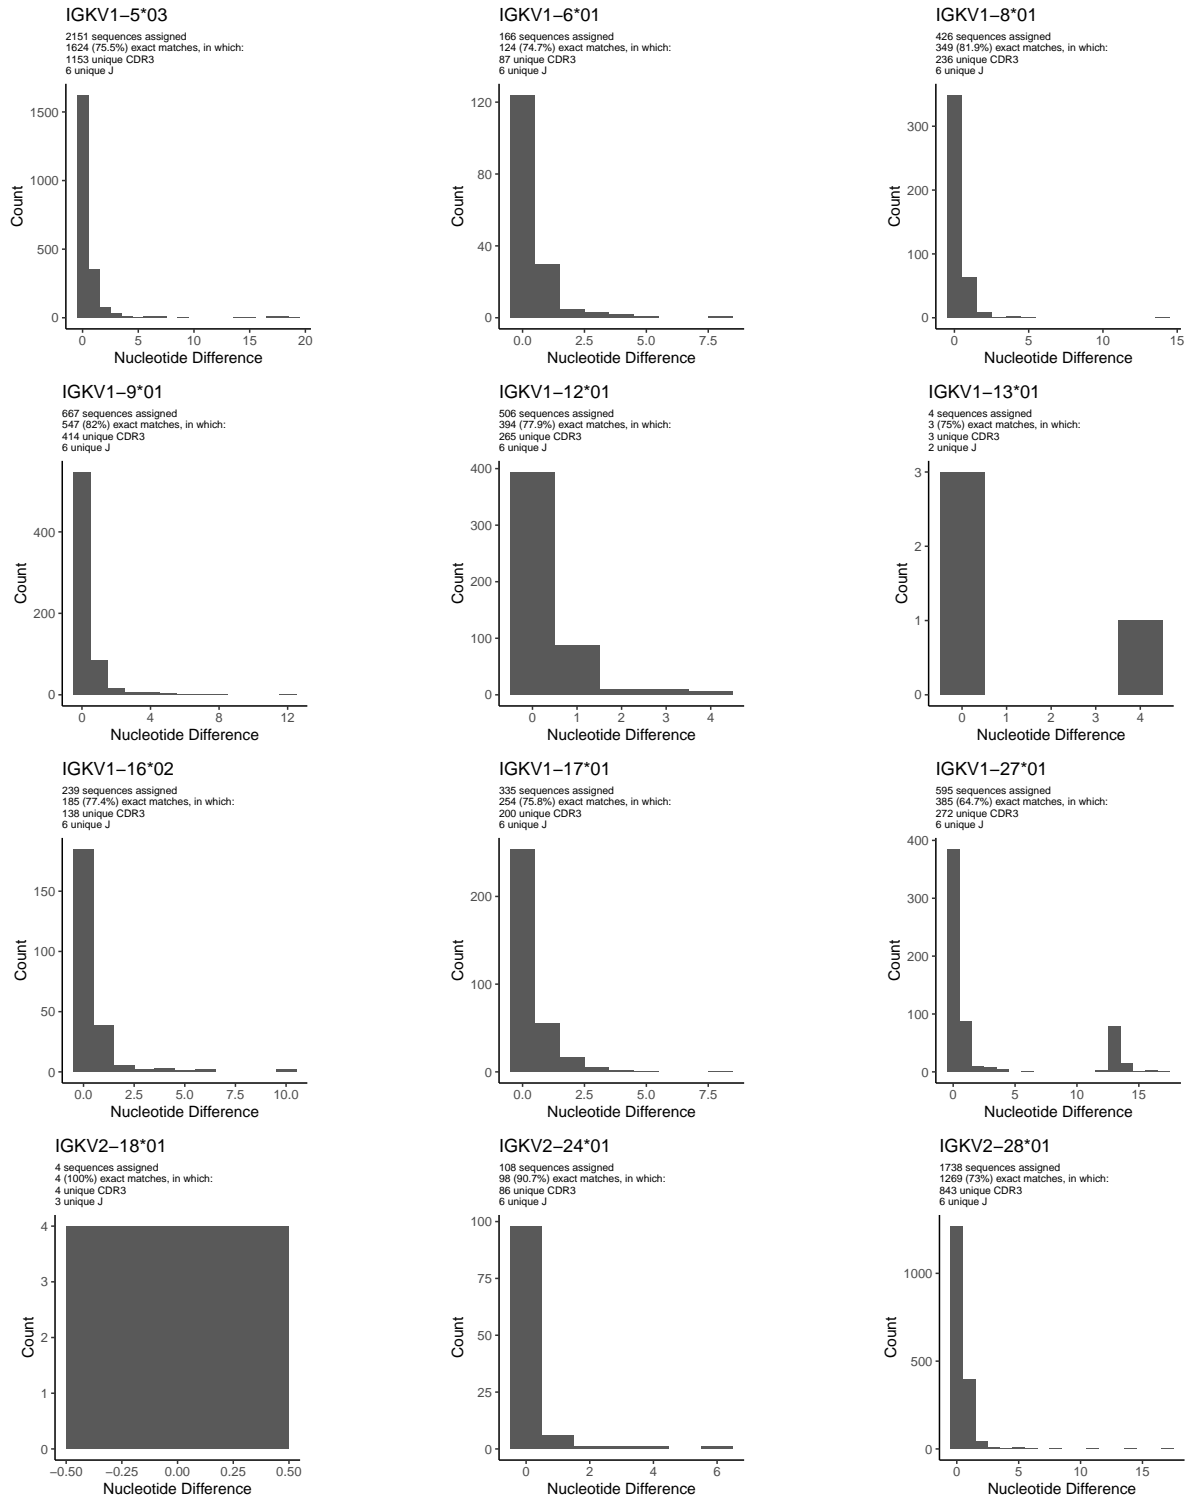 IGKV1–5*03
2151 sequences assigned
1624 (75.5%) exact matches, in which:
1153 unique CDR3
6 unique J
Count
1500
1000
500
0
0 5 10 15 20
Nucleotide Difference
IGKV1–6*01
166 sequences assigned
124 (74.7%) exact matches, in which:
87 unique CDR3
6 unique J
Count
120
80
40
0
0.0 2.5 5.0 7.5
Nucleotide Difference
IGKV1–8*01
426 sequences assigned
349 (81.9%) exact matches, in which:
236 unique CDR3
6 unique J
Count
300
200
100
0
0 5 10 15
Nucleotide Difference
IGKV1–9*01
667 sequences assigned
547 (82%) exact matches, in which:
414 unique CDR3
6 unique J
Count
400
200
0
0 4 8 12
Nucleotide Difference
IGKV1–12*01
506 sequences assigned
394 (77.9%) exact matches, in which:
265 unique CDR3
6 unique J
Count
400
300
200
100
0
0 1 2 3 4
Nucleotide Difference
IGKV1–13*01
4 sequences assigned
3 (75%) exact matches, in which:
3 unique CDR3
2 unique J
Count
3
2
1
0
0 1 2 3 4
Nucleotide Difference
IGKV1–16*02
239 sequences assigned
185 (77.4%) exact matches, in which:
138 unique CDR3
6 unique J
Count
150
100
50
0
0.0 2.5 5.0 7.5 10.0
Nucleotide Difference
IGKV1–17*01
335 sequences assigned
254 (75.8%) exact matches, in which:
200 unique CDR3
6 unique J
Count
200
100
0
0.0 2.5 5.0 7.5
Nucleotide Difference
IGKV1–27*01
595 sequences assigned
385 (64.7%) exact matches, in which:
272 unique CDR3
6 unique J
Count
400
300
200
100
0
0 5 10 15
Nucleotide Difference
IGKV2–18*01
4 sequences assigned
4 (100%) exact matches, in which:
4 unique CDR3
3 unique J
Count
4
3
2
1
0
−0.50 −0.25 0.00 0.25 0.50
Nucleotide Difference
IGKV2–24*01
108 sequences assigned
98 (90.7%) exact matches, in which:
86 unique CDR3
6 unique J
Count
100
75
50
25
0
0 2 4 6
Nucleotide Difference
IGKV2–28*01
1738 sequences assigned
1269 (73%) exact matches, in which:
843 unique CDR3
6 unique J
Count
1000
500
0
0 5 10 15
Nucleotide Difference